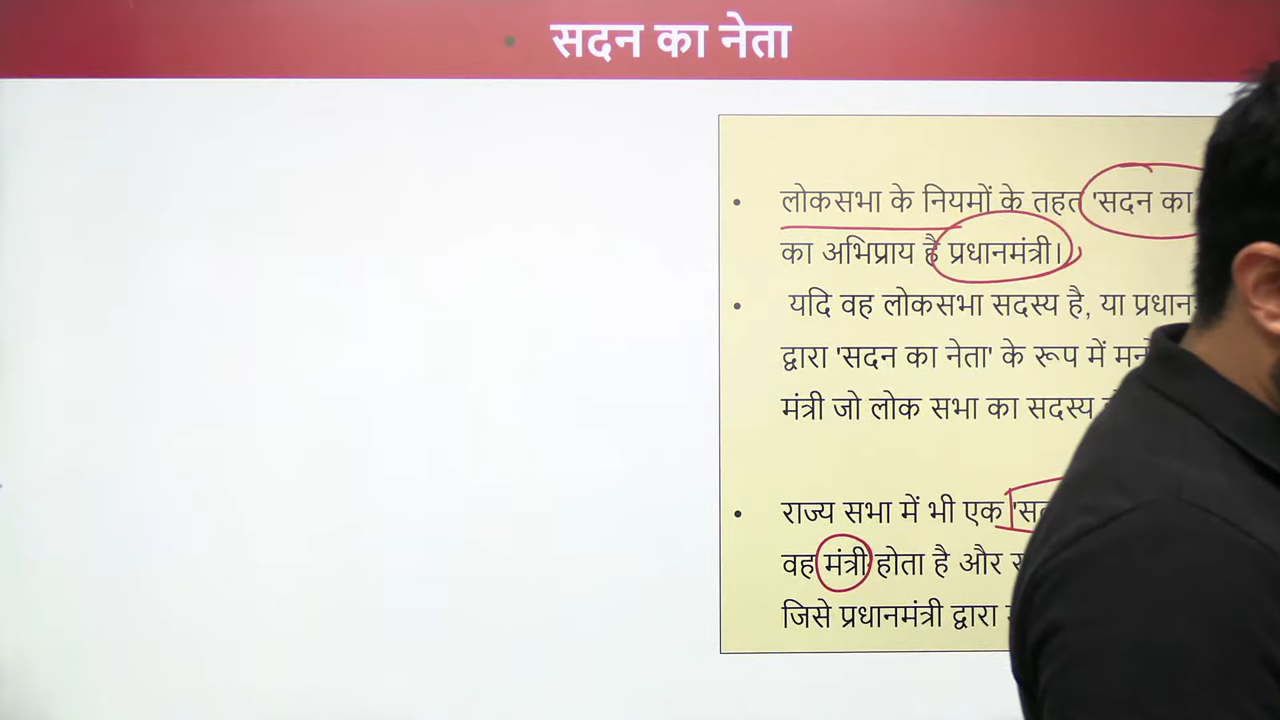 • सदन का नेता
• लोकसभा के नियमों के तहत 'सदन का
का अभिप्राय है प्रधानमंत्री।
• यदि वह लोकसभा सदस्य है, या
द्वारा 'सदन का नेता' के रूप में
मंत्री जो लोक सभा का सदस्य
• राज्य सभा में भी एक
वह मंत्री होता है और
जिसे प्रधानमंत्री द्वारा